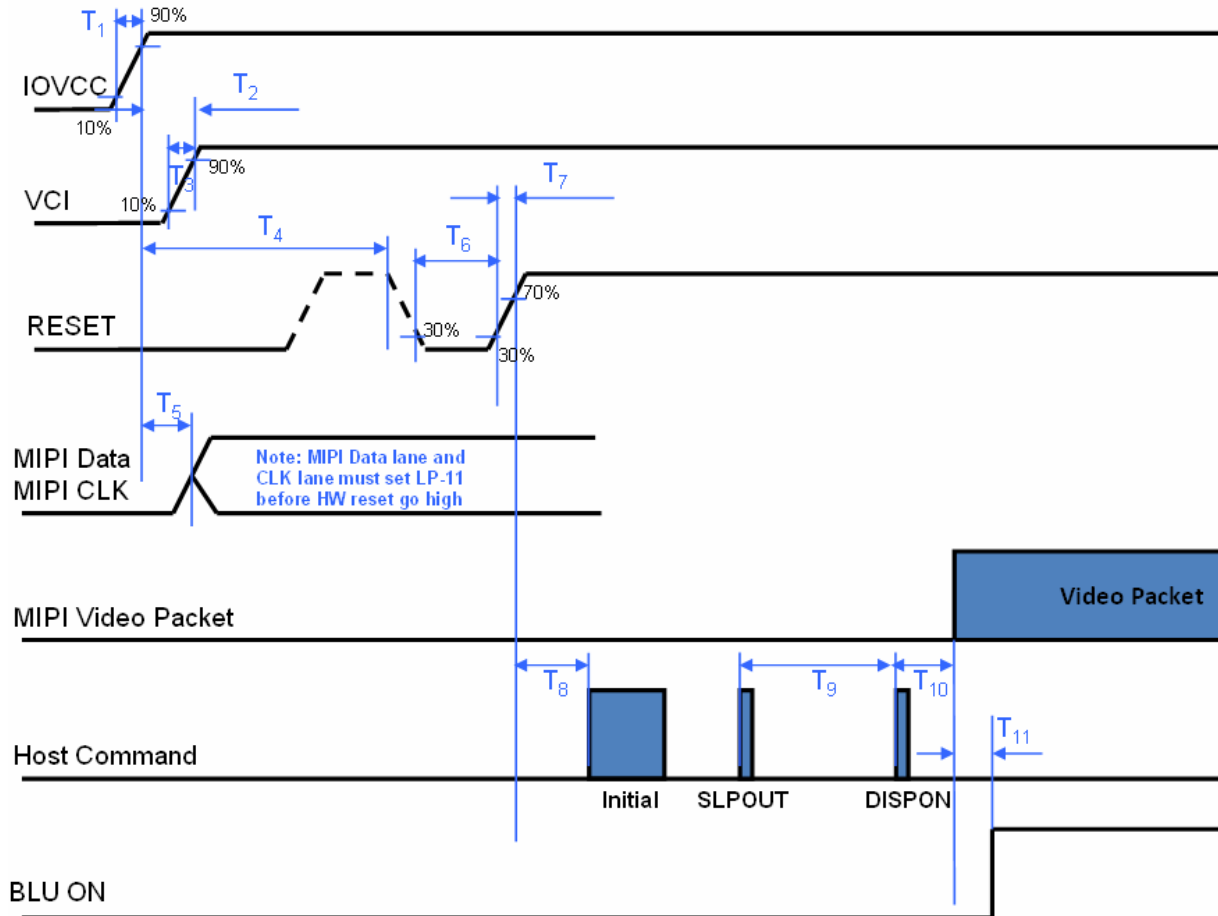 T1
90%
IOVCC
T2
10%
90%
T3
VCI
10%
T7
T4
T6
70%
RESET
30%
30%
T5
MIPI Data
MIPI CLK
Note: MIPI Data lane and
CLK lane must set LP-11
before HW reset go high
Video Packet
MIPI Video Packet
T8
T9
T10
T11
Host Command
Initial
SLPOUT
DISPON
BLU ON